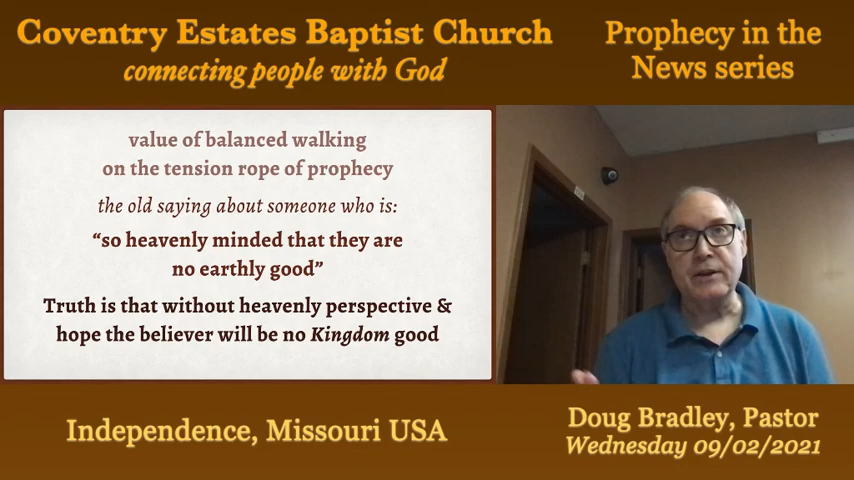 Coventry Estates Baptist Church
connecting people with God
Prophecy in the
News series
value of balanced walking
on the tension rope of prophecy
the old saying about someone who is:
“so heavenly minded that they are
no earthly good”
Truth is that without heavenly perspective &
hope the believer will be no Kingdom good
Independence, Missouri USA
Doug Bradley, Pastor
Wednesday 09/02/2021